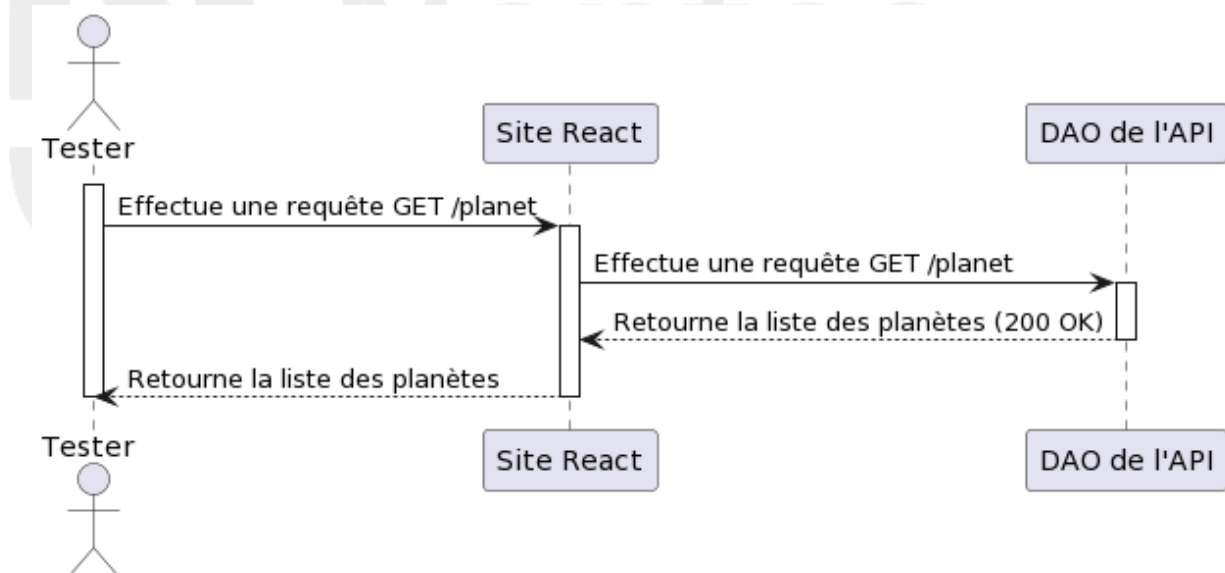 Tester
Site React
DAO de l'API
Effectue une requête GET /planet
Effectue une requête GET /planet
Retourne la liste des planètes (200 OK)
Retourne la liste des planètes
Tester
Site React
DAO de l'API